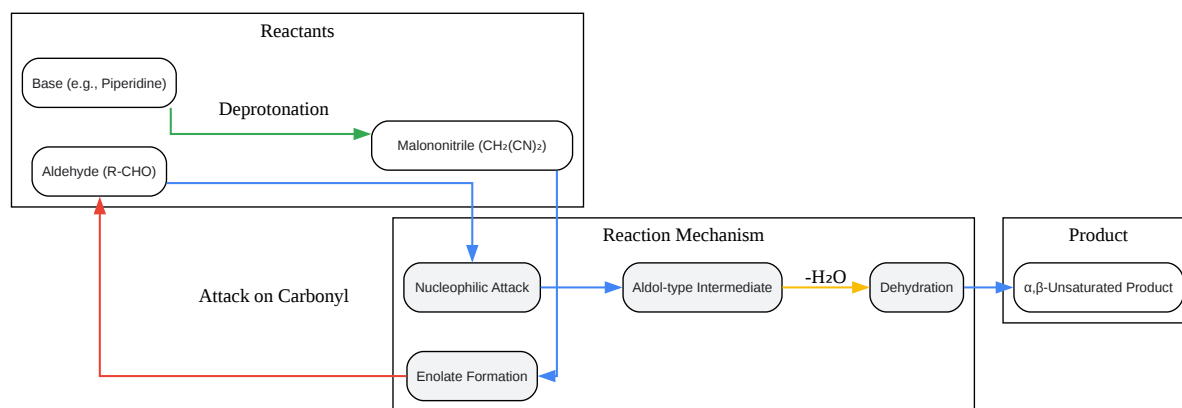 Reactants
Base (e.g., Piperidine)
Deprotonation
Malononitrile (CH₂(CN)₂)
Aldehyde (R-CHO)
Reaction Mechanism
Product
Attack on Carbonyl
Nucleophilic Attack
Aldol-type Intermediate
-H₂O
Dehydration
α,β-Unsaturated Product
Enolate Formation